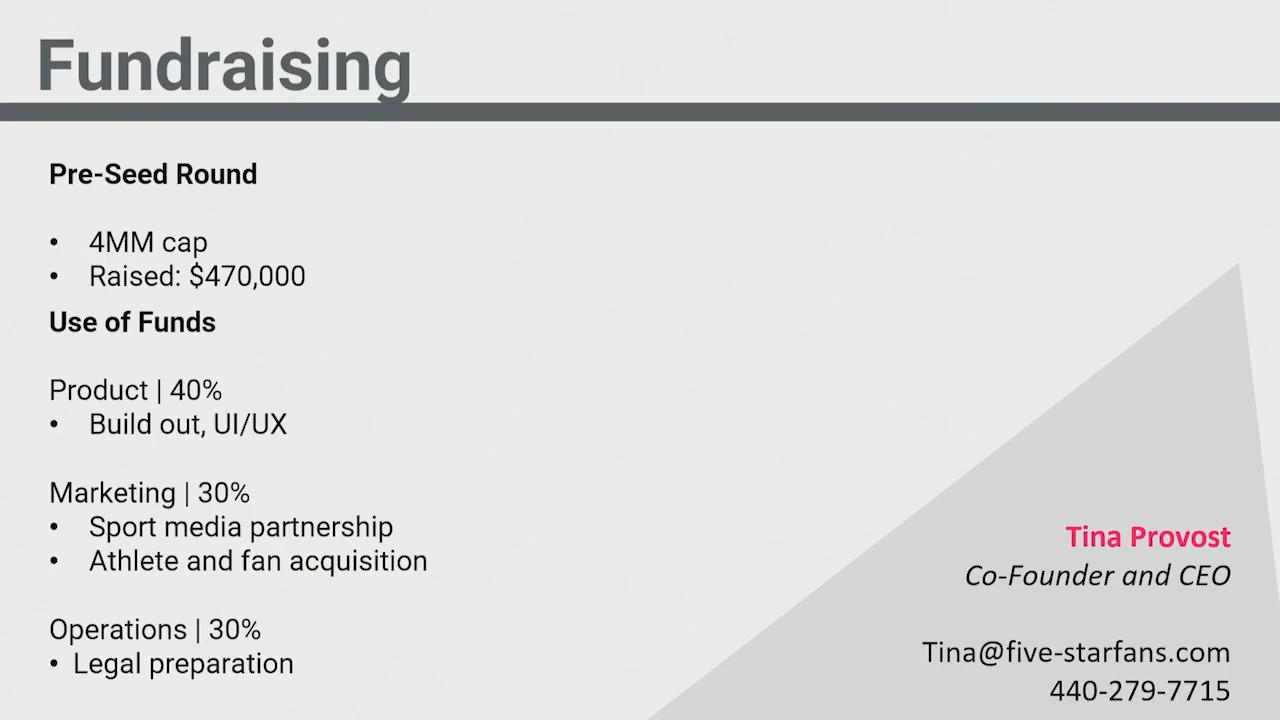 Fundraising
Pre-Seed Round
• 4MM cap
• Raised: $470,000
Use of Funds
Product | 40%
• Build out, UI/UX
Marketing | 30%
• Sport media partnership
• Athlete and fan acquisition
Operations | 30%
• Legal preparation
Tina Provost
Co-Founder and CEO
Tina@five-starfans.com
440-279-7715